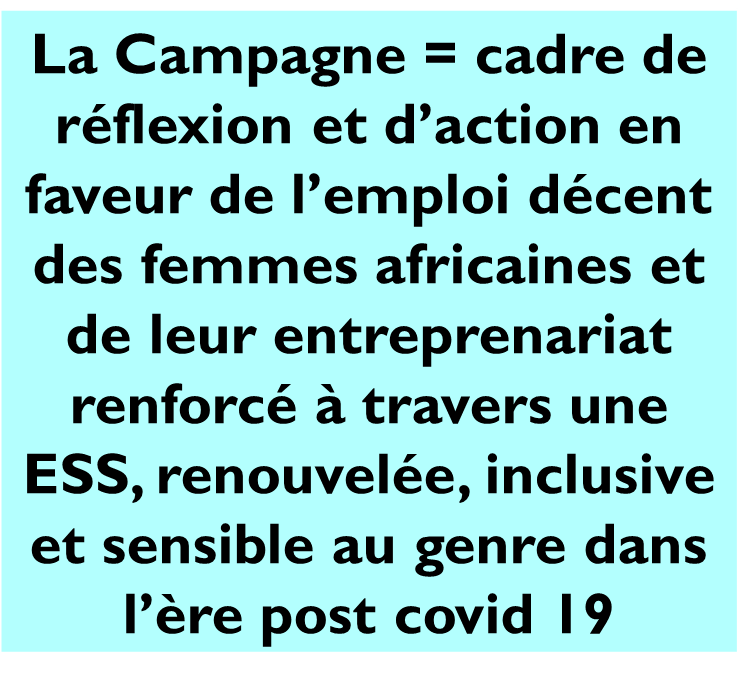 La Campagne = cadre de
réflexion et d’action en
faveur de l’emploi décent
des femmes africaines et
de leur entreprenariat
renforcé à travers une
ESS, renouvelée, inclusive
et sensible au genre dans
l’ère post covid 19